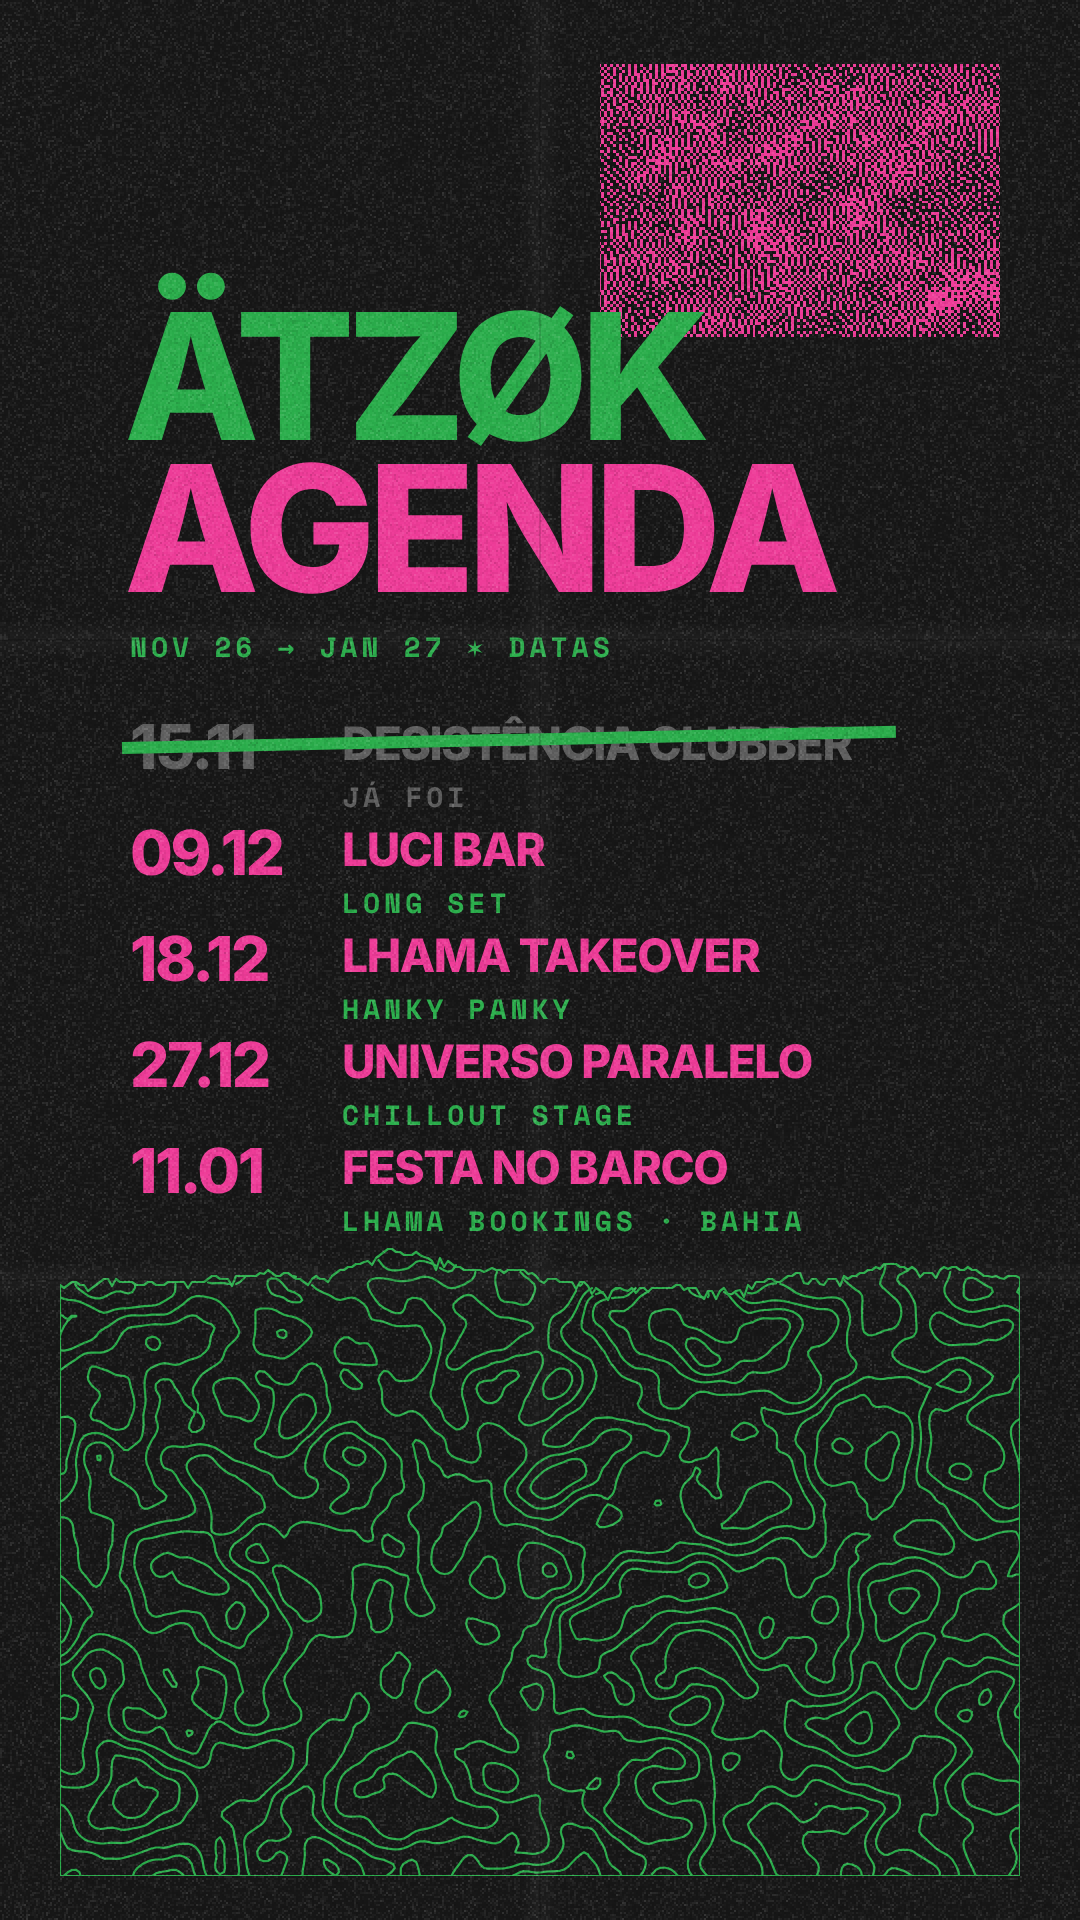 ÄTZØK
AGENDA
NOV 26 → JAN 27 ✶ DATAS
15.11 DESISTÊNCIA CLUBBER
JÁ FOI
09.12 LUCI BAR
LONG SET
18.12 LHAMA TAKEOVER
HANKY PANKY
27.12 UNIVERSO PARALELO
CHILLOUT STAGE
11.01 FESTA NO BARCO
LHAMA BOOKINGS · BAHIA